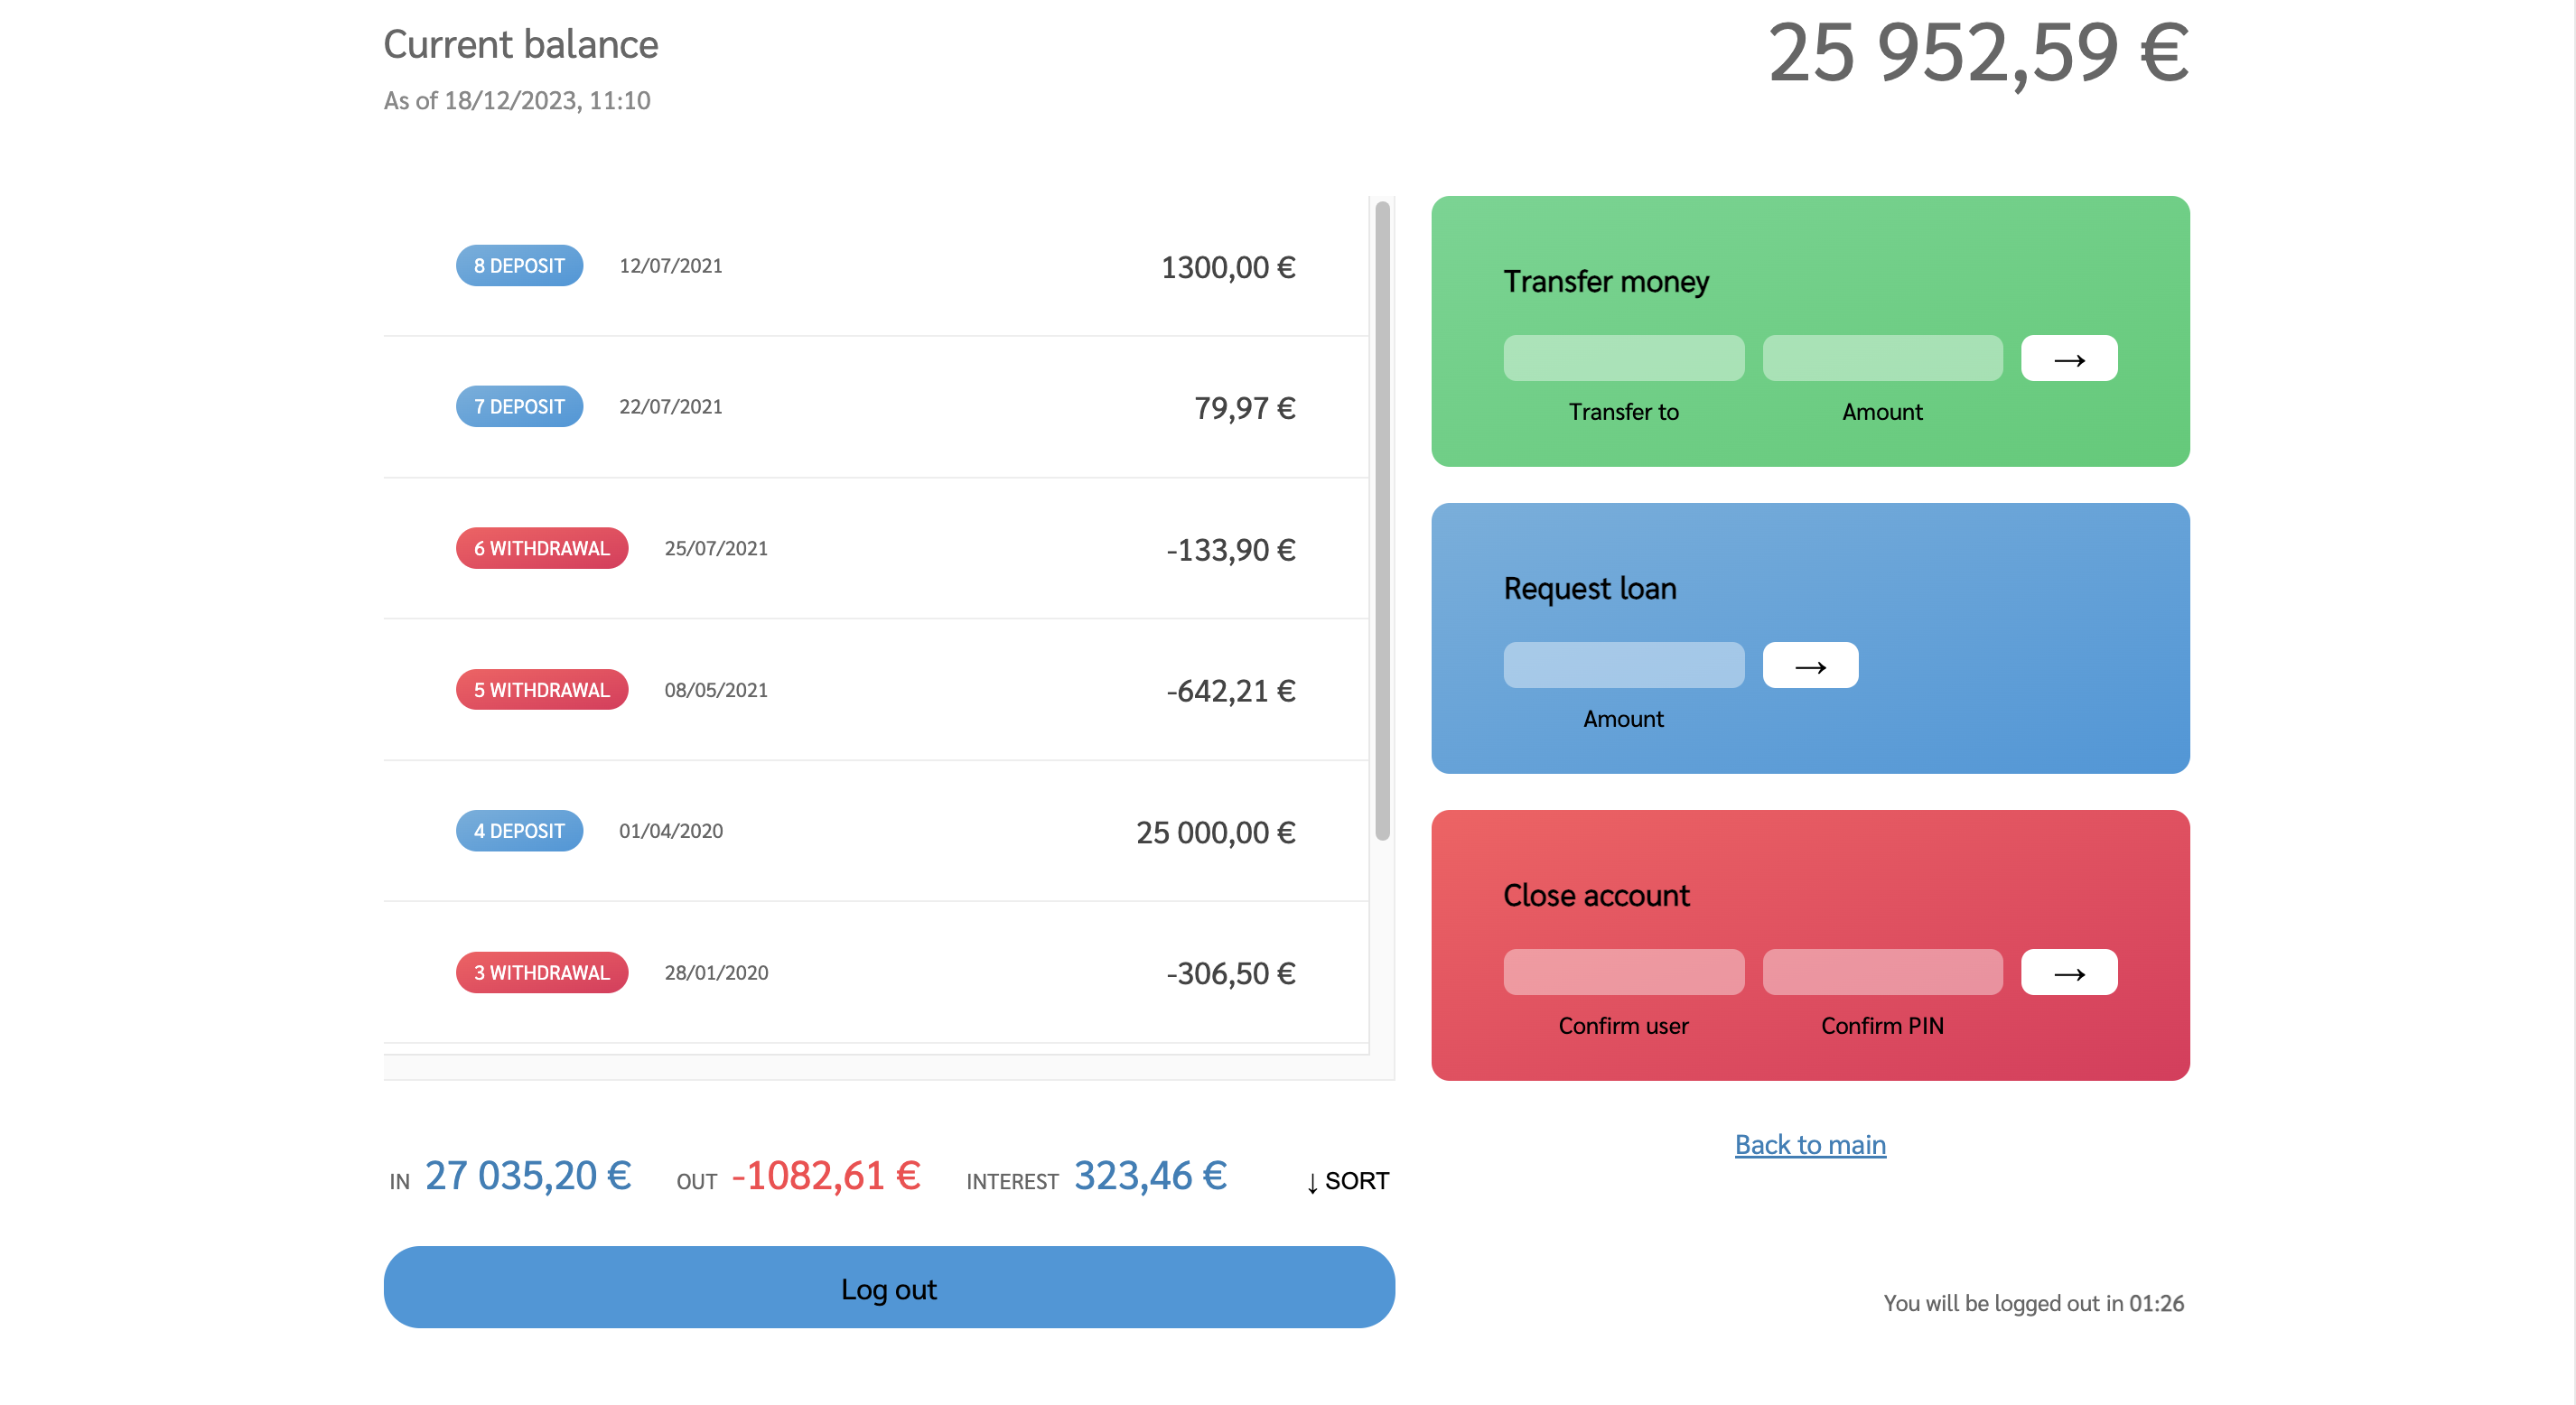 Current balance
25 952,59 €
As of 18/12/2023, 11:10
8 DEPOSIT 12/07/2021 1300,00 €
7 DEPOSIT 22/07/2021 79,97 €
6 WITHDRAWAL 25/07/2021 -133,90 €
5 WITHDRAWAL 08/05/2021 -642,21 €
4 DEPOSIT 01/04/2020 25 000,00 €
3 WITHDRAWAL 28/01/2020 -306,50 €
Transfer money
→
Transfer to Amount
Request loan
→
Amount
Close account
→
Confirm user Confirm PIN
IN 27 035,20 € OUT -1082,61 € INTEREST 323,46 € ↓ SORT
Back to main
Log out
You will be logged out in 01:26